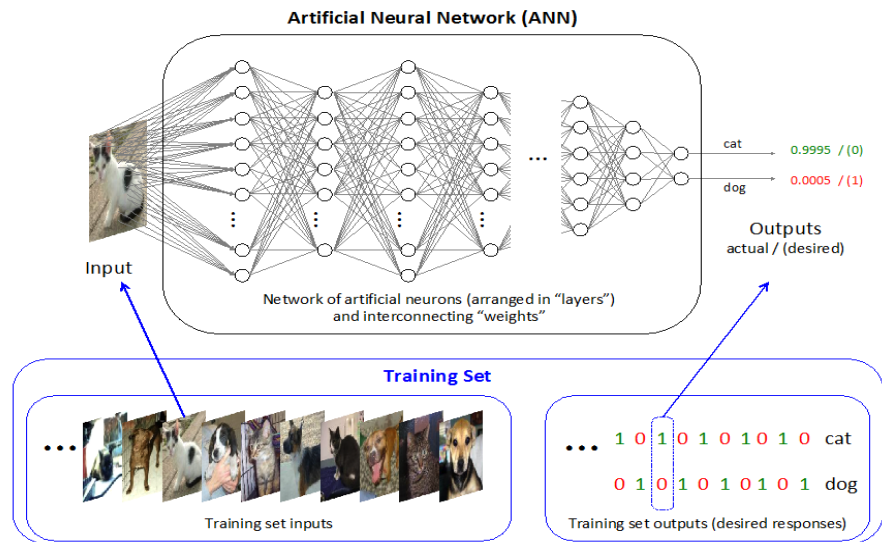 Artificial Neural Network (ANN)
...
cat
0.9995 / (0)
0.0005 / (1)
dog
Outputs
actual / (desired)
Input
Network of artificial neurons (arranged in “layers”)
and interconnecting “weights”
Training Set
... 1 0 1 0 1 0 1 0 1 0 cat
0 1 0 1 0 1 0 1 0 1 dog
...
Training set inputs
Training set outputs (desired responses)